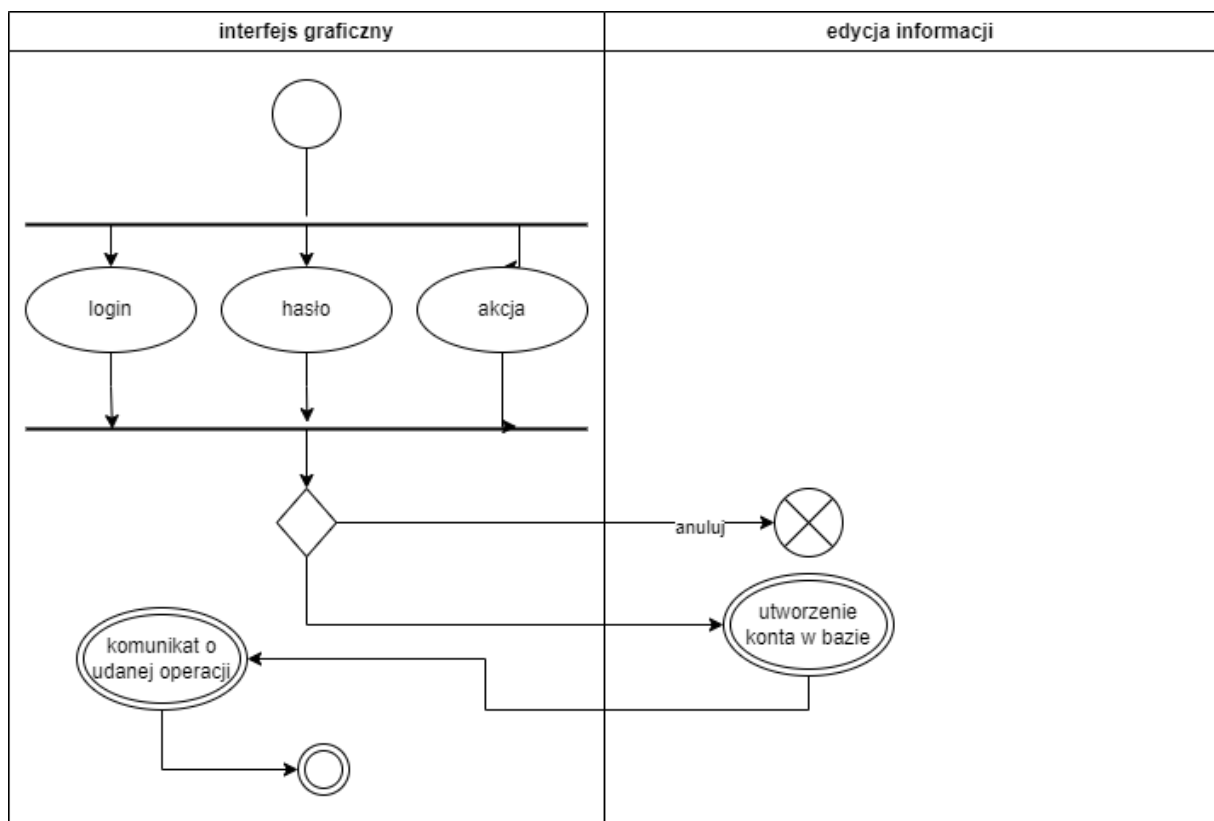 interfejs graficzny
edycja informacji
login
hasło
akcja
anuluj
utworzenie
konta w bazie
komunikat o
udanej operacji